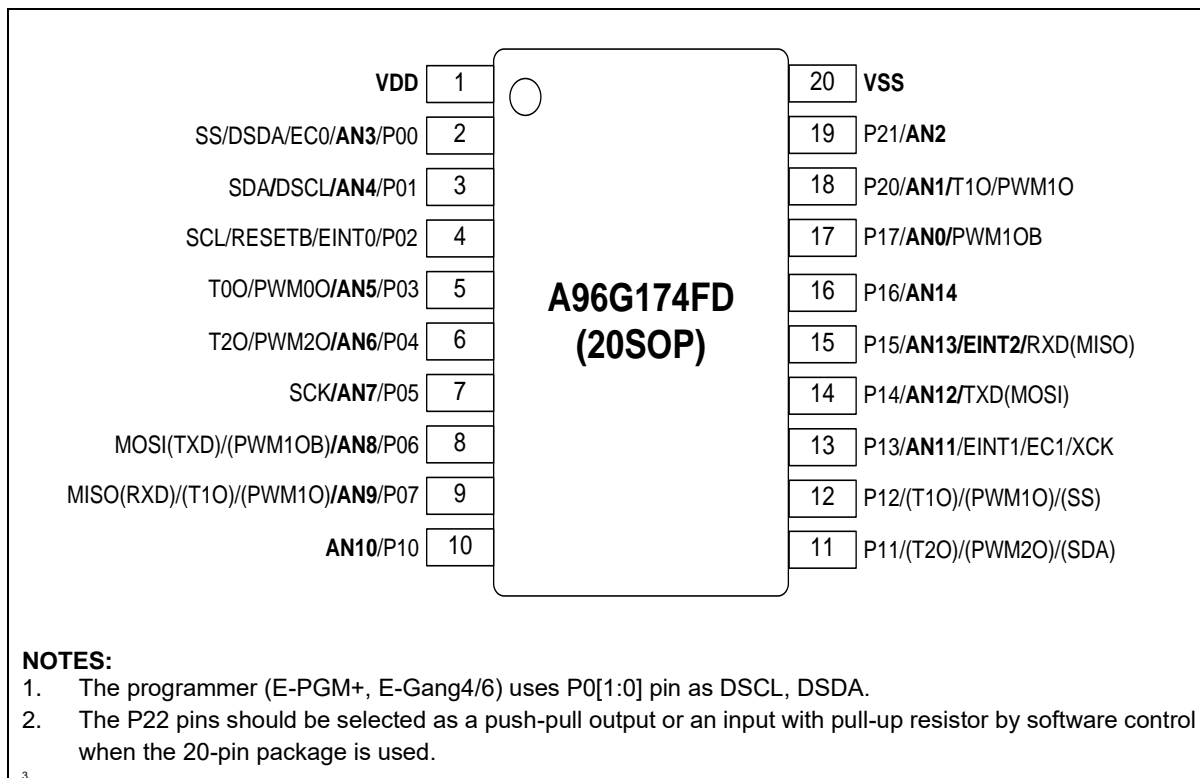 VDD 1
SS/DSDA/EC0/AN3/P00 2
SDA/DSCL/AN4/P01 3
SCL/RESETB/EINT0/P02 4
T0O/PWM0O/AN5/P03 5
T2O/PWM2O/AN6/P04 6
SCK/AN7/P05 7
MOSI(TXD)/(PWM1OB)/AN8/P06 8
MISO(RXD)/(T1O)/(PWM1O)/AN9/P07 9
AN10/P10 10
A96G174FD
(20SOP)
20 VSS
19 P21/AN2
18 P20/AN1/T1O/PWM1O
17 P17/AN0/PWM1OB
16 P16/AN14
15 P15/AN13/EINT2/RXD(MISO)
14 P14/AN12/TXD(MOSI)
13 P13/AN11/EINT1/EC1/XCK
12 P12/(T1O)/(PWM1O)/(SS)
11 P11/(T2O)/(PWM2O)/(SDA)
NOTES:
1. The programmer (E-PGM+, E-Gang4/6) uses P0[1:0] pin as DSCL, DSDA.
2. The P22 pins should be selected as a push-pull output or an input with pull-up resistor by software control
when the 20-pin package is used.
3